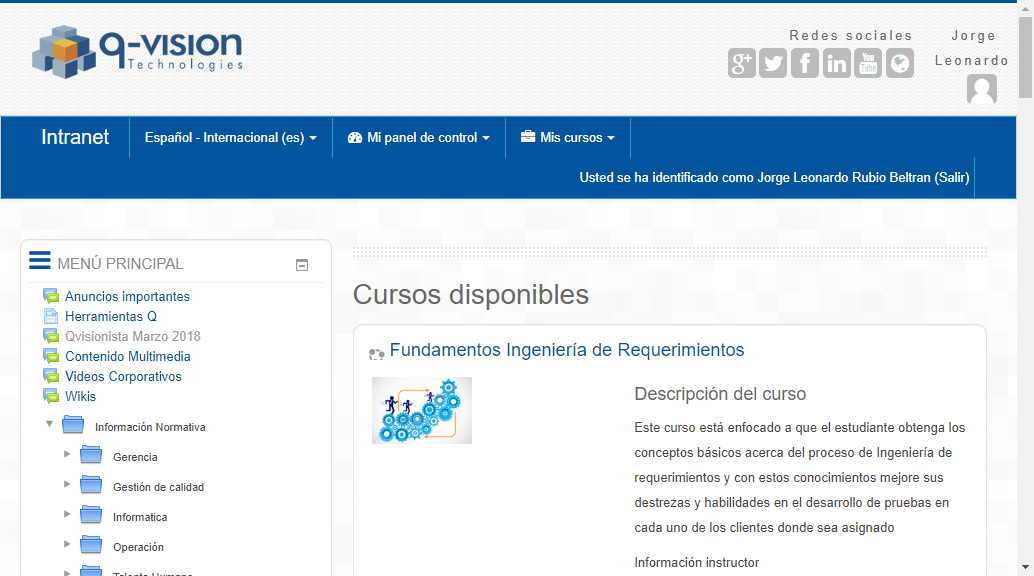 q-vision
Technologies
Redes sociales
Jorge
Leonardo
g+
You
Tube
Intranet
Español - Internacional (es)
Mi panel de control
Mis cursos
Usted se ha identificado como Jorge Leonardo Rubio Beltran (Salir)
MENÚ PRINCIPAL
Anuncios importantes
Herramientas Q
Qvisionista Marzo 2018
Contenido Multimedia
Videos Corporativos
Wikis
Información Normativa
Gerencia
Gestión de calidad
Informatica
Operación
Talento Humano
Cursos disponibles
Fundamentos Ingeniería de Requerimientos
Descripción del curso
Este curso está enfocado a que el estudiante obtenga los
conceptos básicos acerca del proceso de Ingeniería de
requerimientos y con estos conocimientos mejore sus
destrezas y habilidades en el desarrollo de pruebas en
cada uno de los clientes donde sea asignado
Información instructor